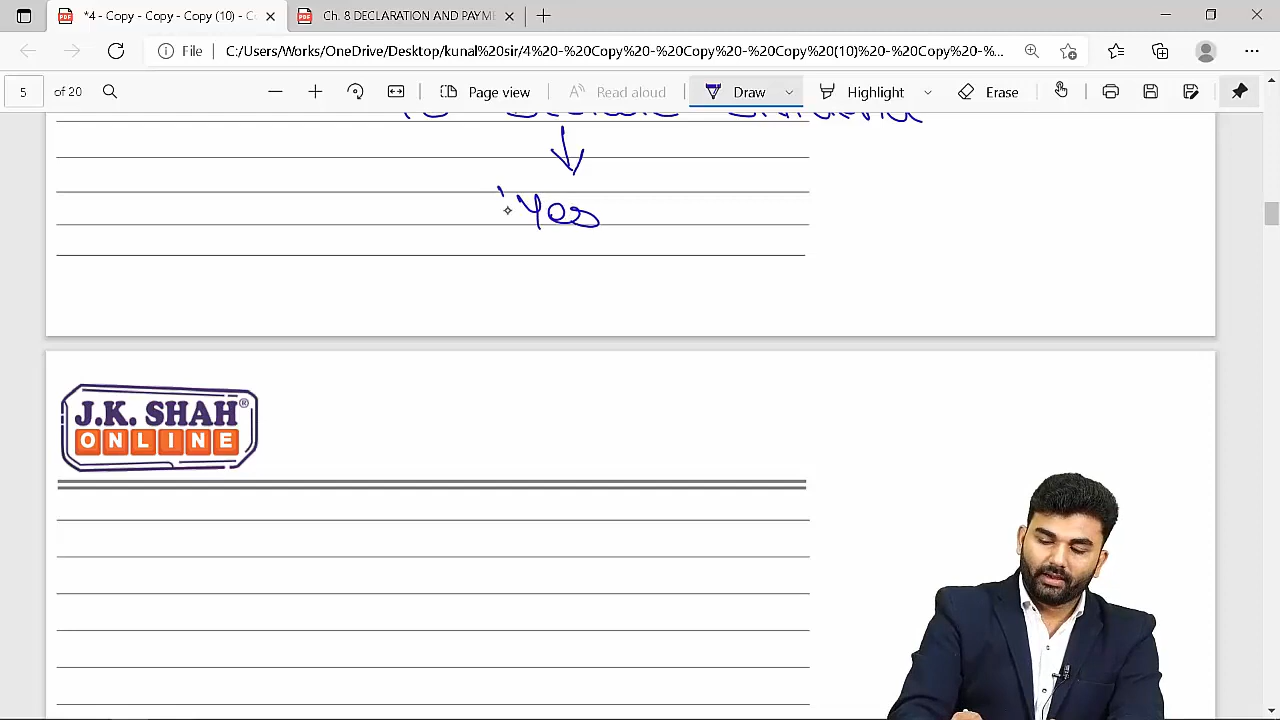 *4 - Copy - Copy - Copy (10) - C
Ch. 8 DECLARATION AND PAYM
File
C:/Users/Works/OneDrive/Desktop/kunal%20sir/4%20-%20Copy%20-%20Copy%20-%20Copy%20(10)%20-%20Copy%20-%...
5 of 20
Page view
Read aloud
Draw
Highlight
Erase
'Yes
J.K. SHAH®
ONLINE